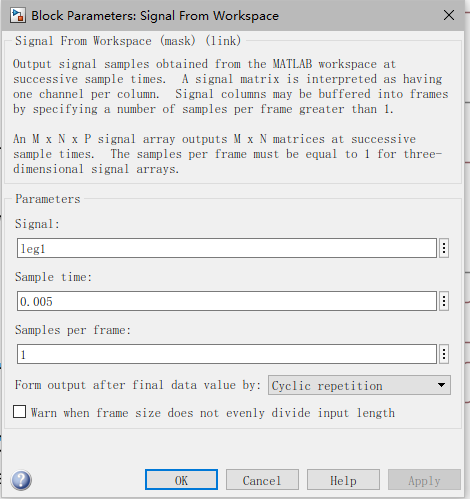 Block Parameters: Signal From Workspace
Signal From Workspace (mask) (link)
Output signal samples obtained from the MATLAB workspace at
successive sample times.  A signal matrix is interpreted as having
one channel per column.  Signal columns may be buffered into frames
by specifying a number of samples per frame greater than 1.
An M x N x P signal array outputs M x N matrices at successive
sample times.  The samples per frame must be equal to 1 for three-
dimensional signal arrays.
Parameters
Signal:
leg1
Sample time:
0.005
Samples per frame:
1
Form output after final data value by: Cyclic repetition
Warn when frame size does not evenly divide input length
OK Cancel Help Apply